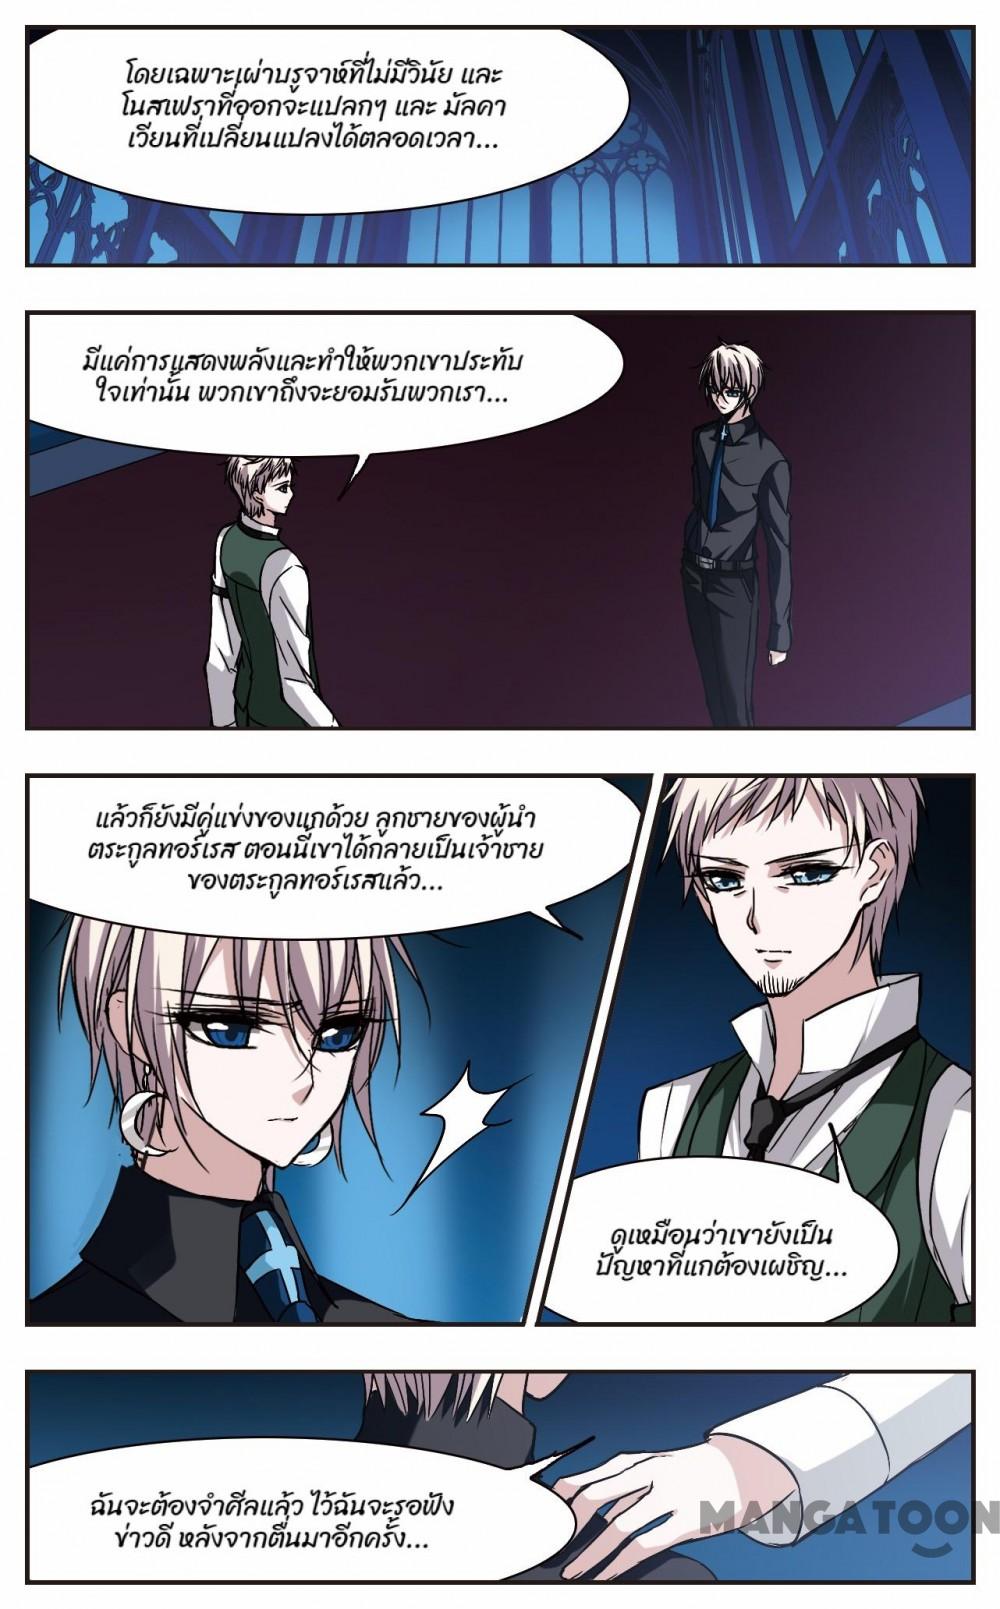 โดยเฉพาะเผ่าบรูจาห์ที่ไม่มีวินัย และ
โนสเฟราที่ออกจะแปลกๆ และ มัลคา
เวียนที่เปลี่ยนแปลงได้ตลอดเวลา...
มีแค่การแสดงพลังและทำให้พวกเขาประทับ
ใจเท่านั้น พวกเขาถึงจะยอมรับพวกเรา...
แล้วก็ยังมีคู่แข่งของแกด้วย ลูกชายของผู้นำ
ตระกูลทอร์เรส ตอนนี้เขาได้กลายเป็นเจ้าชาย
ของตระกูลทอร์เรสแล้ว...
ดูเหมือนว่าเขายังเป็น
ปัญหาที่แกต้องเผชิญ...
ฉันจะต้องจำศีลแล้ว ไว้ฉันจะรอฟัง
ข่าวดี หลังจากตื่นมาอีกครั้ง...
MANGATOON